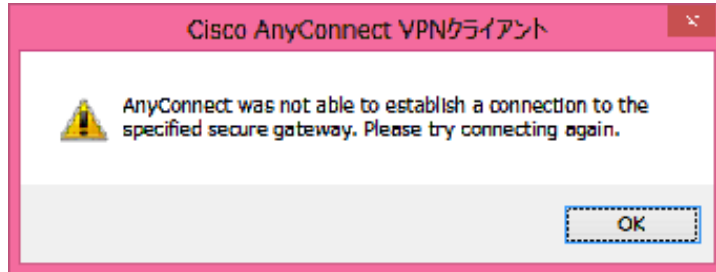 Cisco AnyConnect VPNクライアント
AnyConnect was not able to establish a connection to the
specified secure gateway. Please try connecting again.
OK